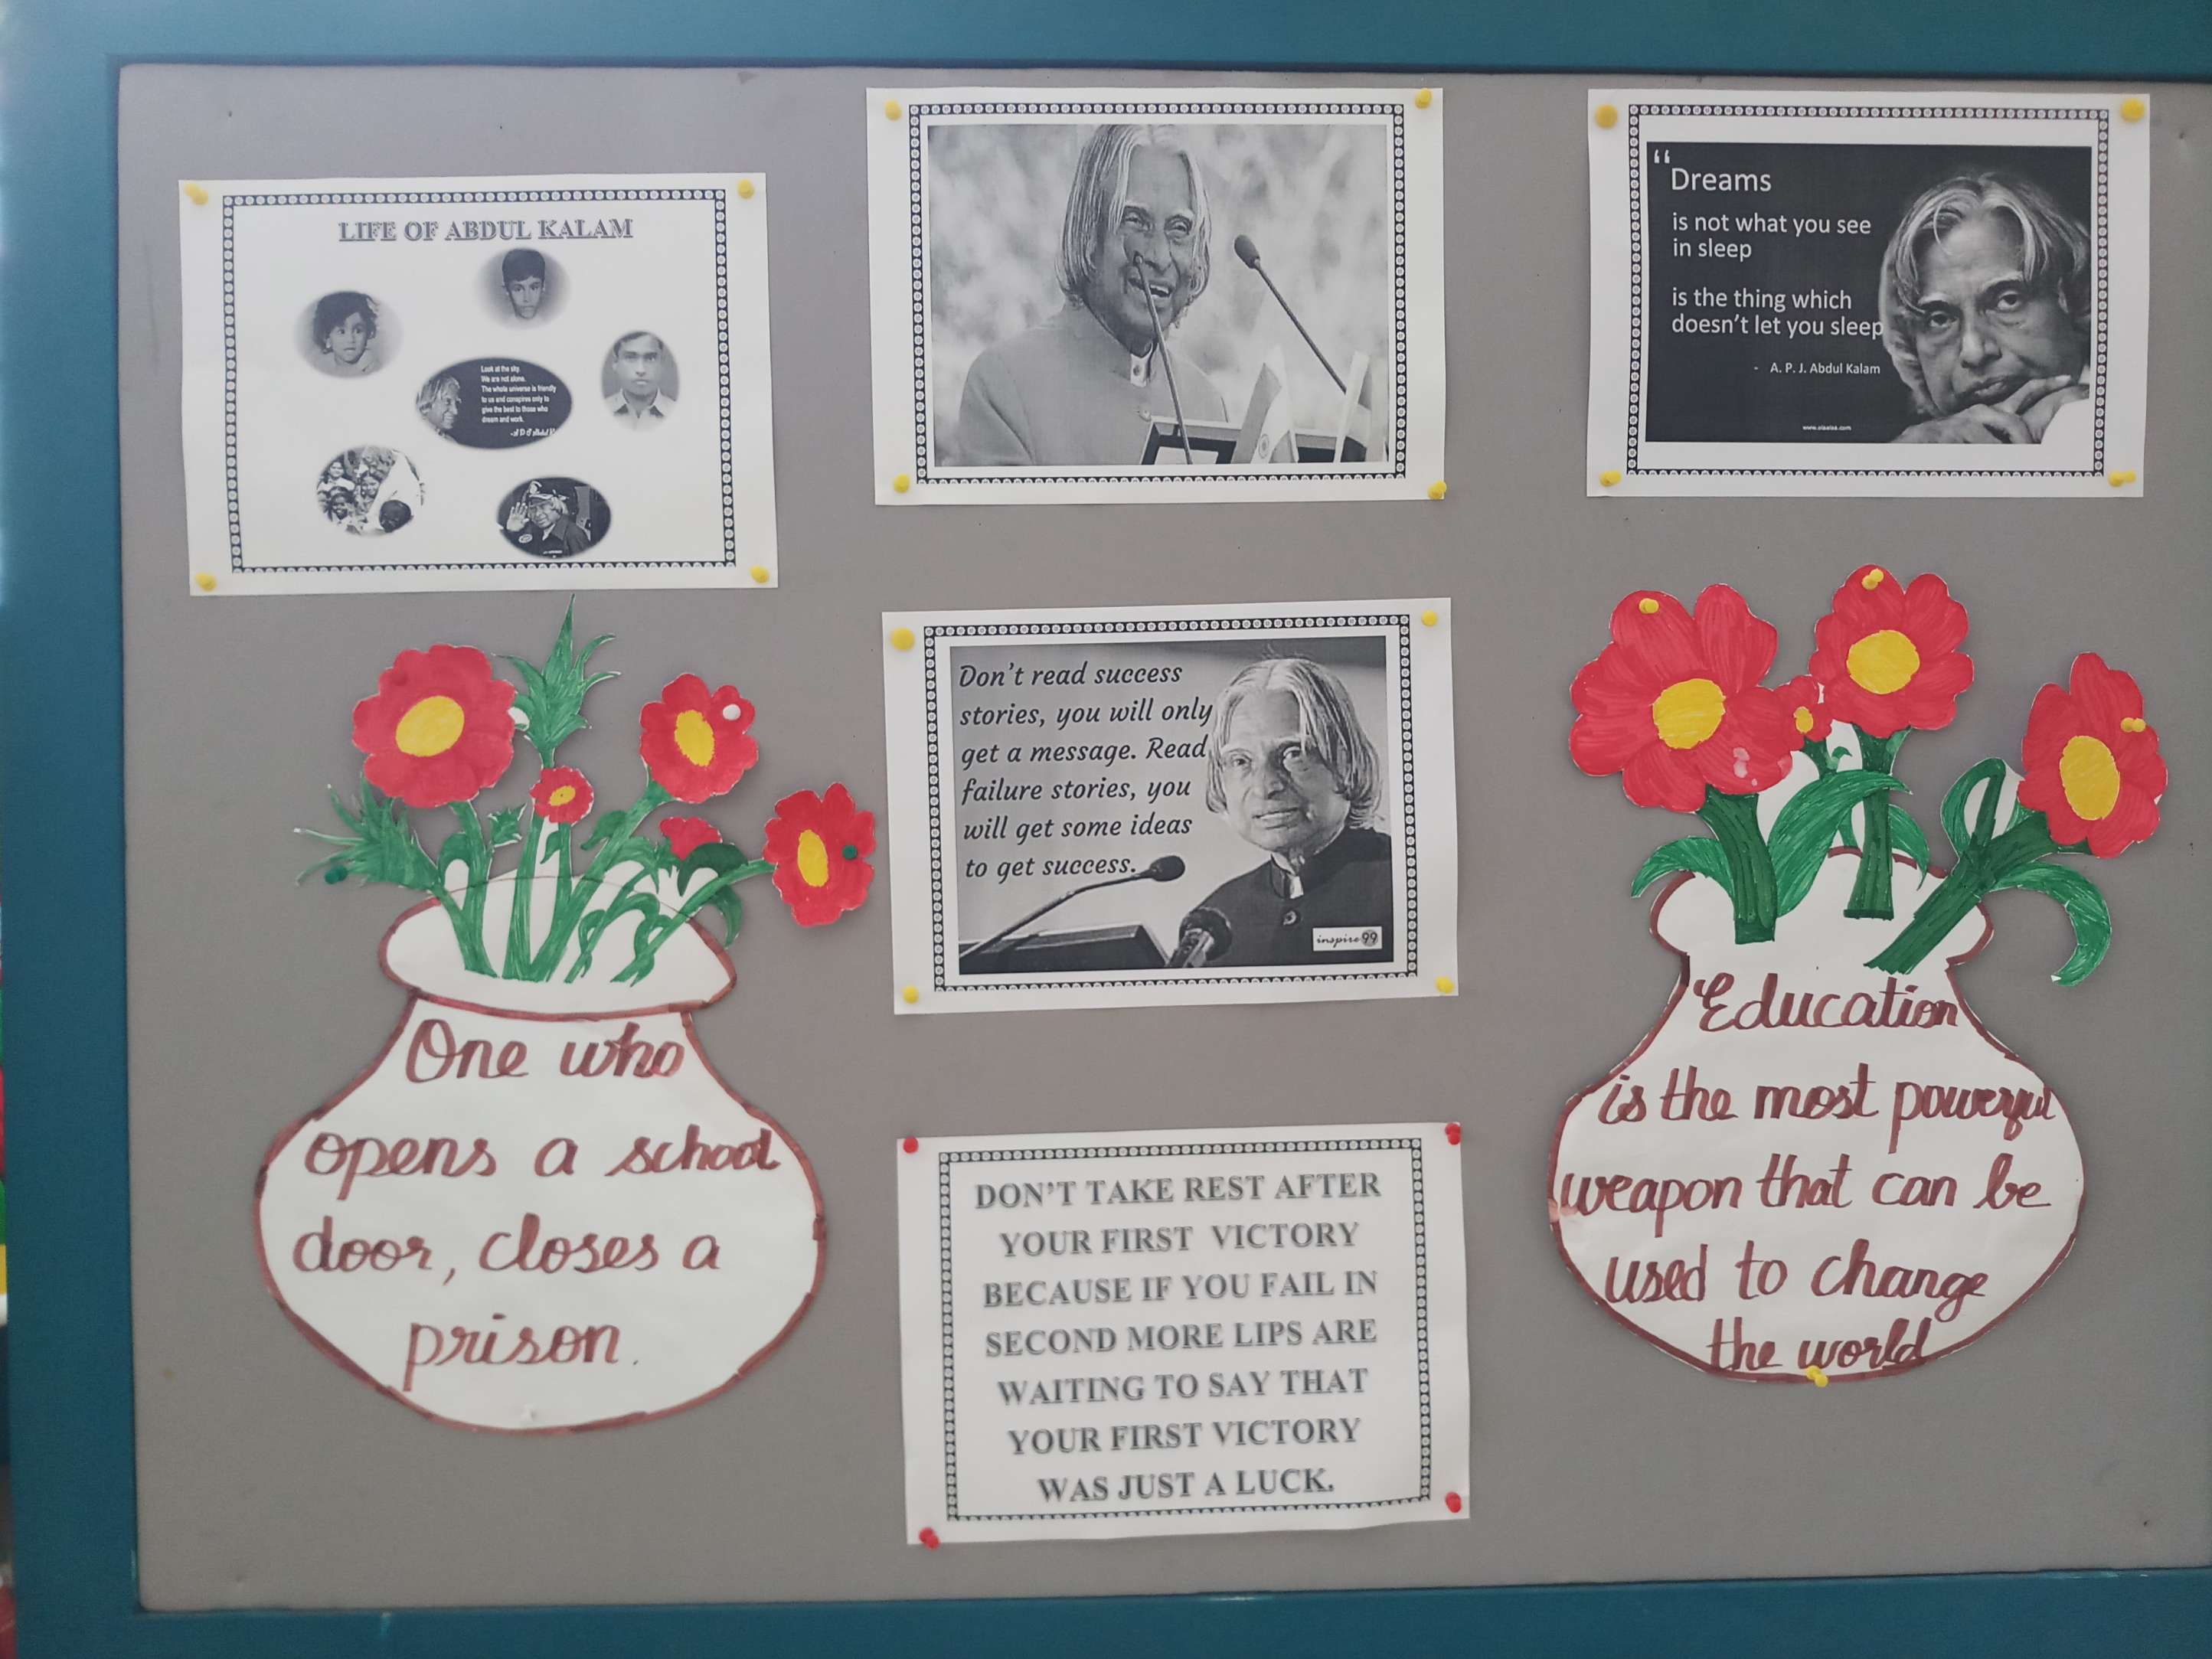 LIFE OF ABDUL KALAM
Look at the sky.
We are not alone.
The whole universe is friendly
to us and conspires only to
give the best to those who
dream and work.
“
Dreams
is not what you see
in sleep
is the thing which
doesn't let you sleep
- A. P. J. Abdul Kalam
Don't read success
stories, you will only
get a message. Read
failure stories, you
will get some ideas
to get success.
inspire99
One who
opens a school
door, closes a
prison.
DON'T TAKE REST AFTER
YOUR FIRST VICTORY
BECAUSE IF YOU FAIL IN
SECOND MORE LIPS ARE
WAITING TO SAY THAT
YOUR FIRST VICTORY
WAS JUST A LUCK.
Education
is the most powerful
weapon that can be
used to change
the world